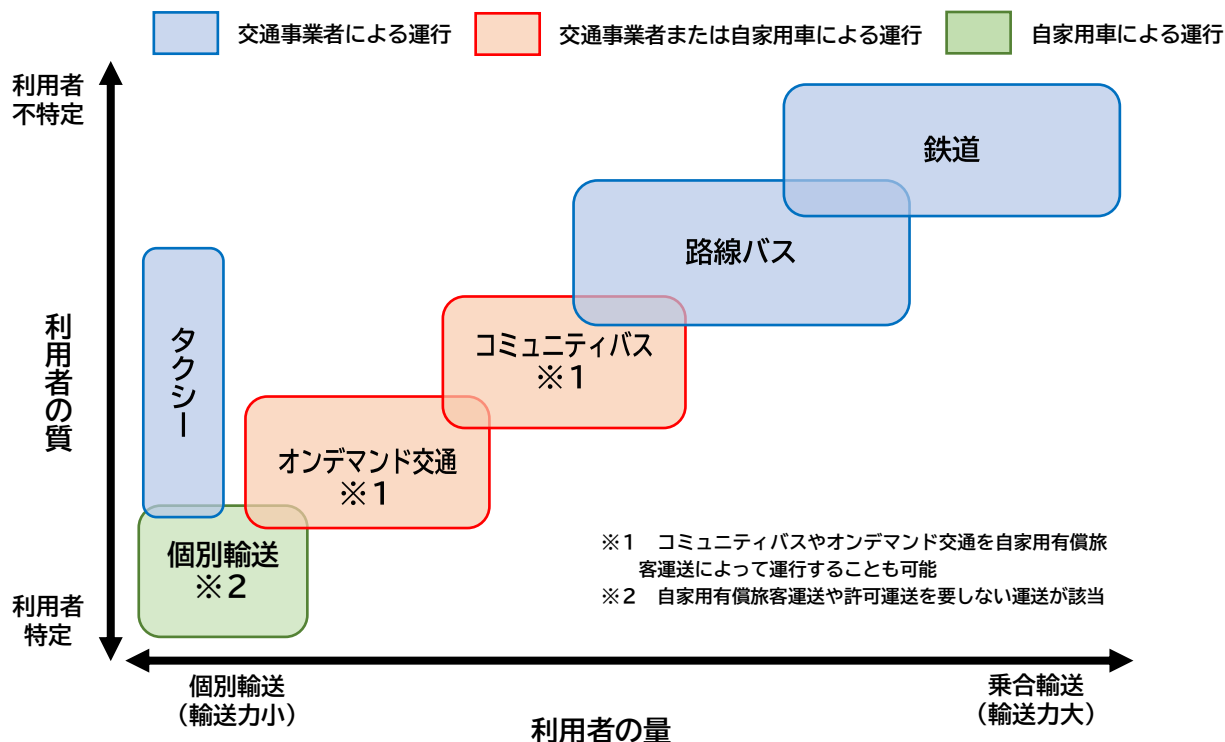 交通事業者による運行
交通事業者または自家用車による運行
自家用車による運行
利用者
不特定
鉄道
路線バス
タクシー
利用者の質
コミュニティバス
※1
オンデマンド交通
※1
個別輸送
※2
※1 コミュニティバスやオンデマンド交通を自家用有償旅
客運送によって運行することも可能
※2 自家用有償旅客運送や許可運送を要しない運送が該当
利用者
特定
個別輸送
（輸送力小）
利用者の量
乗合輸送
（輸送力大）